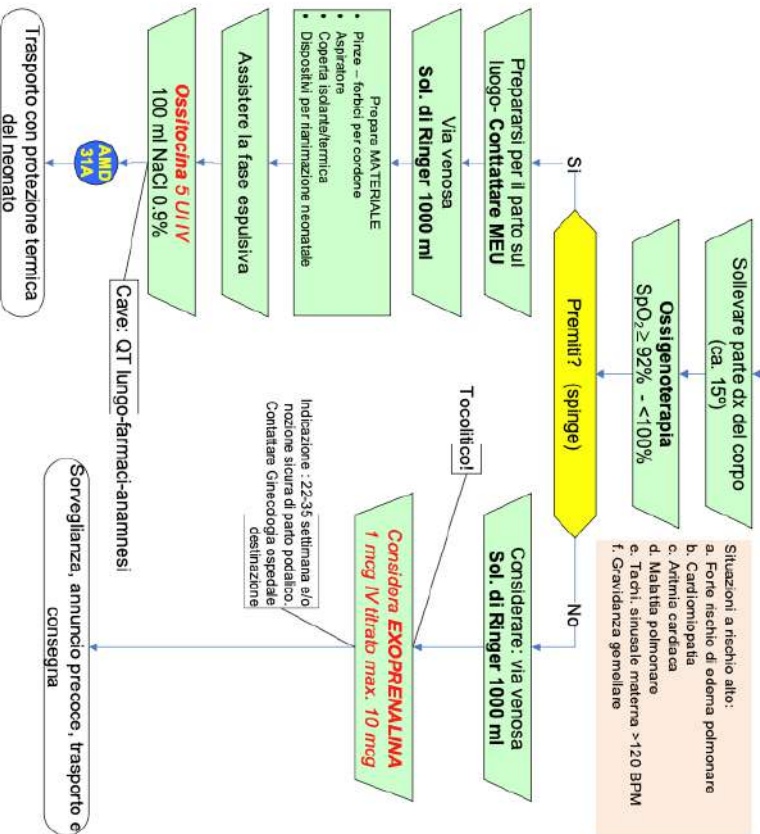 Sollevare parte dx del corpo
(ca. 15º)
Ossigenoterapia
SpO₂ ≥ 92% - <100%
Situazioni a rischio alto:
a. Forte rischio di edema polmonare
b. Cardiomiopatia
c. Aritmia cardiaca
d. Malattia polmonare
e. Tachi. sinusale materna >120 BPM
f. Gravidanza gemellare
Premiti? (spinge)
Si
No
Prepararsi per il parto sul
luogo- Conttattare MEU
Via venosa
Sol. di Ringer 1000 ml
Prepara MATERIALE
• Pinze – forbici per cordone
• Aspiratore
• Coperta isolante/termica
• Dispositivi per rianimazione neonatale
Assistere la fase espulsiva
Ossitocina 5 UI IV
100 ml NaCl 0.9%
Cave: QT lungo-farmaci-anamnesi
AMD
31A
Trasporto con protezione termica
del neonato
Considerare: via venosa
Sol. di Ringer 1000 ml
Tocolitico!
Considera EXOPRENALINA
1 mcg IV titrato max. 10 mcg
Indicazione : 22-35 settimana e/o
nozione sicura di parto podalico.
Contattare Ginecologia ospedale
destinazione
Sorveglianza, annuncio precoce, trasporto e
consegna